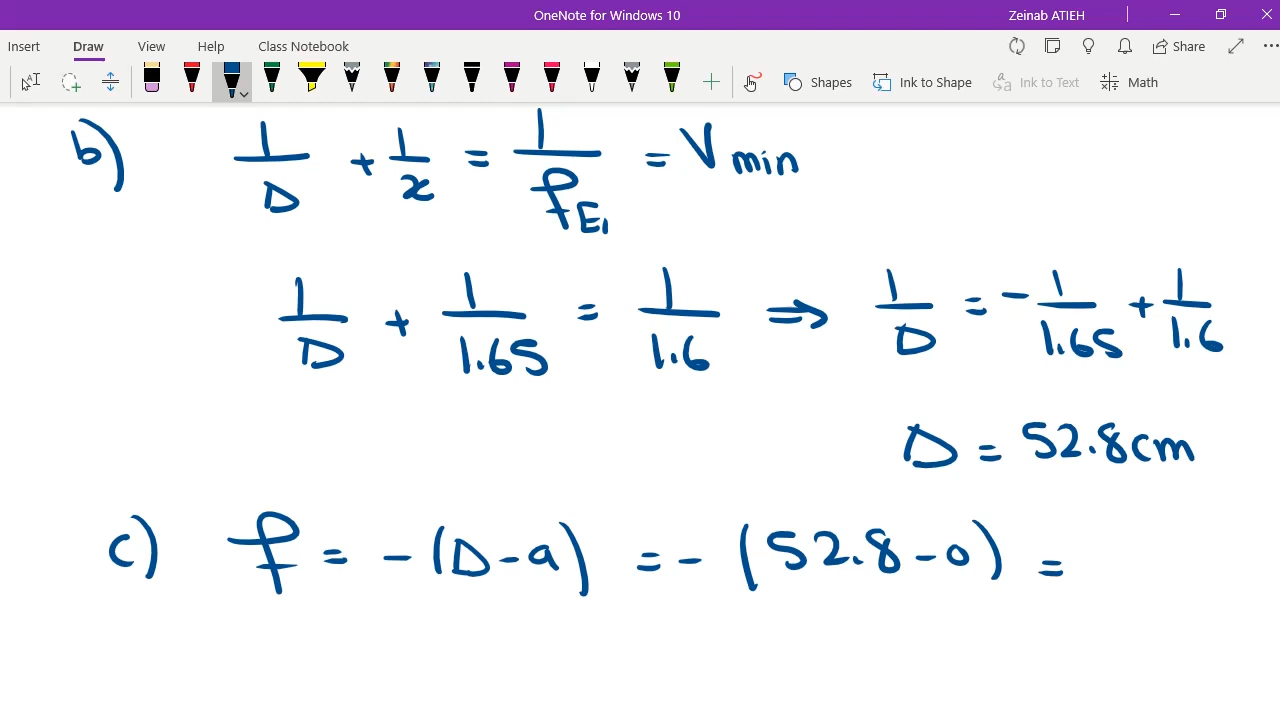 OneNote for Windows 10
Zeinab ATIEH
Insert Draw View Help Class Notebook Share
Shapes Ink to Shape Ink to Text Math
b) 1/D + 1/x = 1/f_E1 = V_min
1/D + 1/1.65 = 1/1.6 ⇒ 1/D = -1/1.65 + 1/1.6
D = 52.8cm
c) f = -(D-a) = -(52.8-0) =